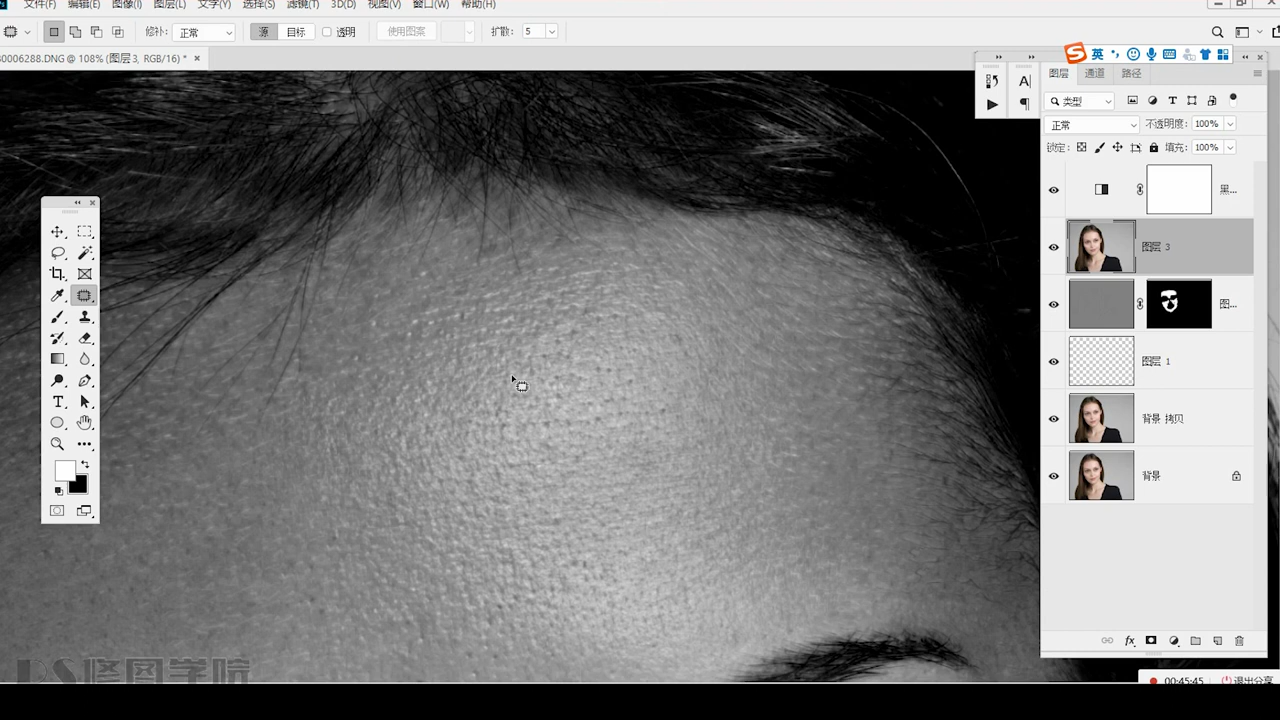 文件(F) 编辑(E) 图像(I) 图层(L) 文字(Y) 选择(S) 滤镜(T) 3D(D) 视图(V) 窗口(W) 帮助(H)
修补: 正常 源 目标 透明 使用图案 扩散: 5
80006288.DNG @ 108% (图层 3, RGB/16) * ×
英
图层 通道 路径
类型
正常 不透明度: 100%
锁定: 填充: 100%
黑...
图层 3
图...
图层 1
背景 拷贝
背景
PS修图学院
00:45:45 退出分享